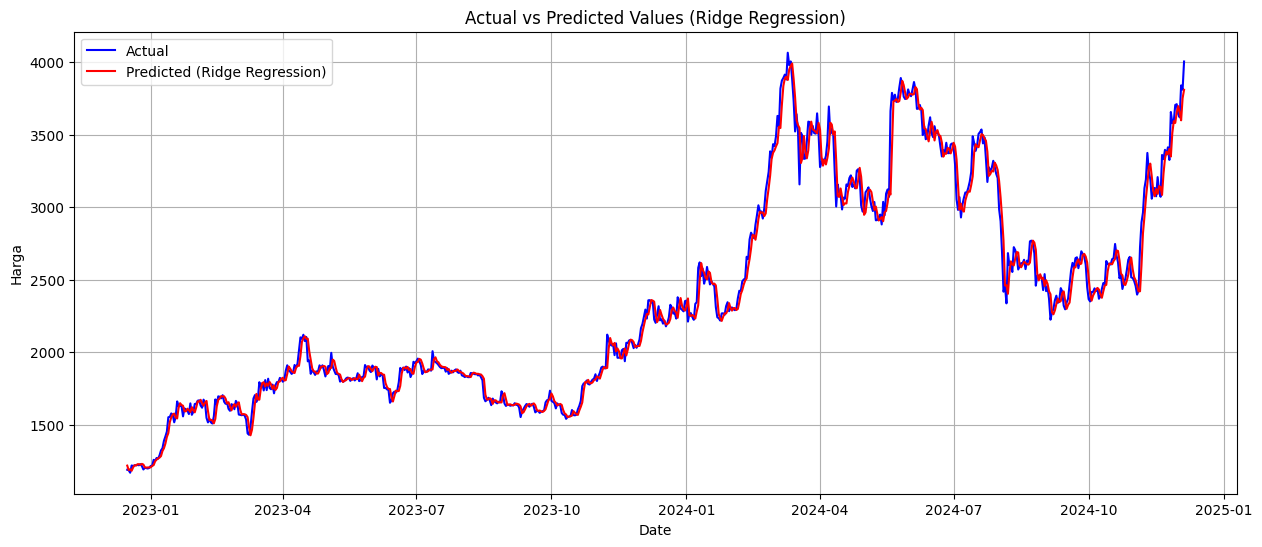 Actual vs Predicted Values (Ridge Regression)
Actual
Predicted (Ridge Regression)
4000
3500
3000
2500
2000
1500
Harga
2023-01 2023-04 2023-07 2023-10 2024-01 2024-04 2024-07 2024-10 2025-01
Date